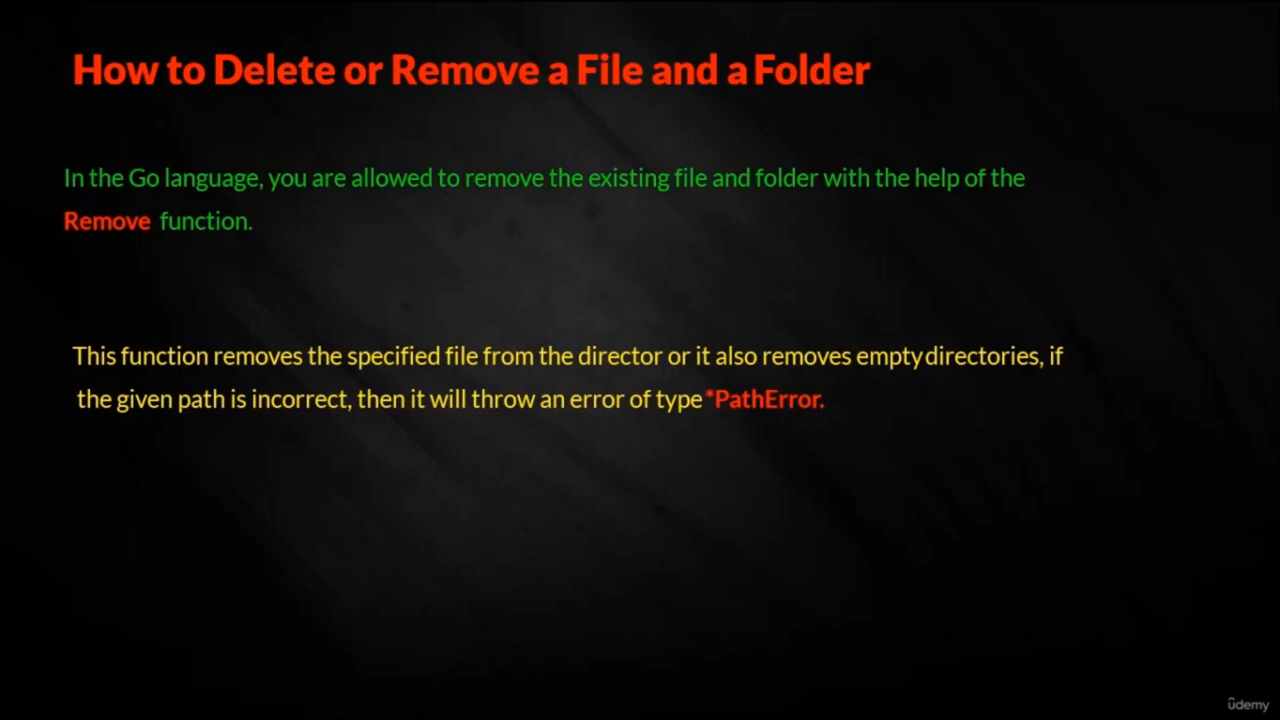 How to Delete or Remove a File and a Folder
In the Go language, you are allowed to remove the existing file and folder with the help of the
Remove function.
This function removes the specified file from the director or it also removes empty directories, if
the given path is incorrect, then it will throw an error of type *PathError.
ûdemy